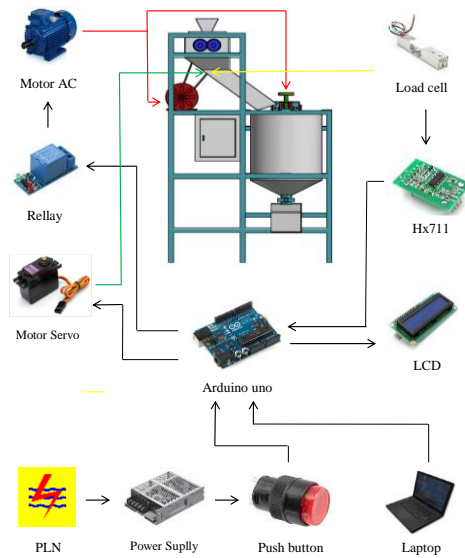 Motor AC
Load cell
Rellay
Hx711
Motor Servo
LCD
Arduino uno
PLN
Power Suplly
Push button
Laptop